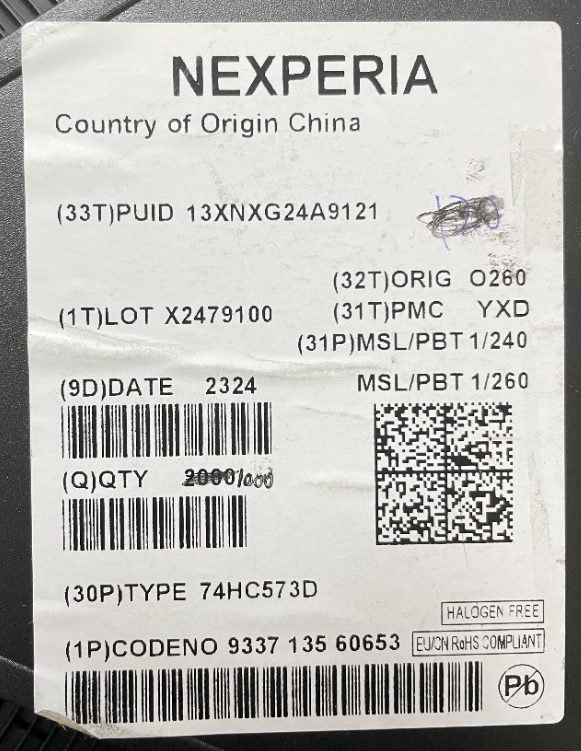 NEXPERIA
Country of Origin China
(33T)PUID 13XNXG24A9121
(32T)ORIG O260
(1T)LOT X2479100
(31T)PMC YXD
(31P)MSL/PBT 1/240
(9D)DATE 2324
MSL/PBT 1/260
(Q)QTY 2000/000
(30P)TYPE 74HC573D
HALOGEN FREE
(1P)CODENO 9337 135 60653
EU/CN RoHS COMPLIANT
Pb